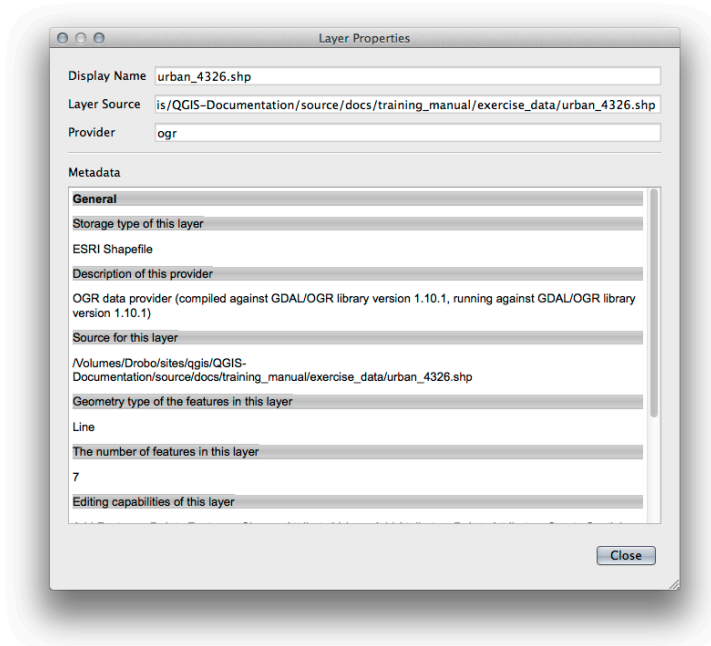 Layer Properties
Display Name urban_4326.shp
Layer Source is/QGIS-Documentation/source/docs/training_manual/exercise_data/urban_4326.shp
Provider ogr
Metadata
General
Storage type of this layer
ESRI Shapefile
Description of this provider
OGR data provider (compiled against GDAL/OGR library version 1.10.1, running against GDAL/OGR library
version 1.10.1)
Source for this layer
/Volumes/Drobo/sites/qgis/QGIS-
Documentation/source/docs/training_manual/exercise_data/urban_4326.shp
Geometry type of the features in this layer
Line
The number of features in this layer
7
Editing capabilities of this layer
Close